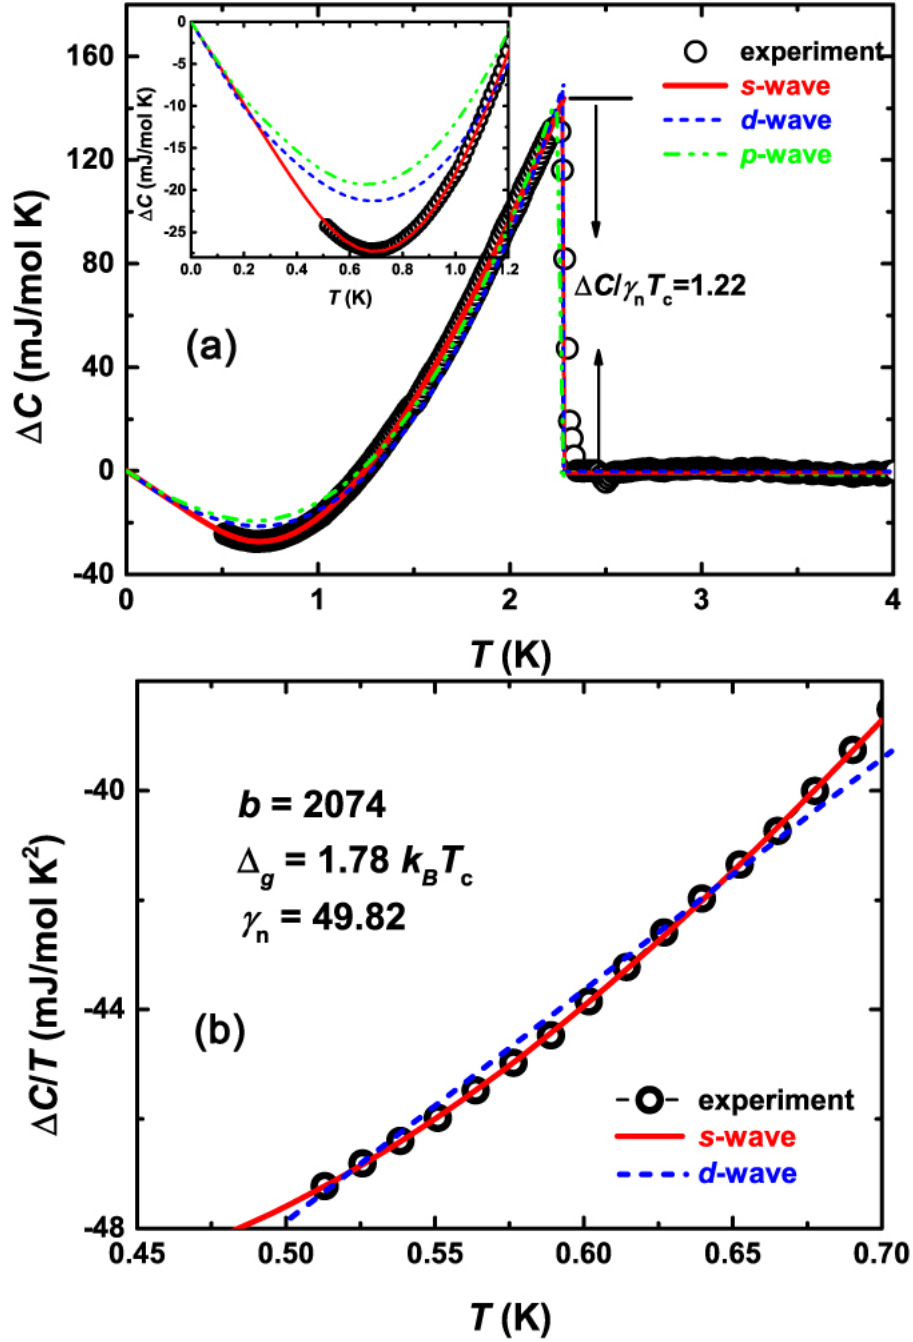 160
120
80
40
0
-40
ΔC (mJ/mol K)
0
-5
-10
-15
-20
-25
ΔC (mJ/mol K)
0.0 0.2 0.4 0.6 0.8 1.0 1.2
T (K)
experiment
s-wave
d-wave
p-wave
ΔC/γnTc=1.22
(a)
0 1 2 3 4
T (K)
-40
-44
-48
ΔC/T (mJ/mol K²)
b = 2074
Δg = 1.78 kBTc
γn = 49.82
(b)
experiment
s-wave
d-wave
0.45 0.50 0.55 0.60 0.65 0.70
T (K)